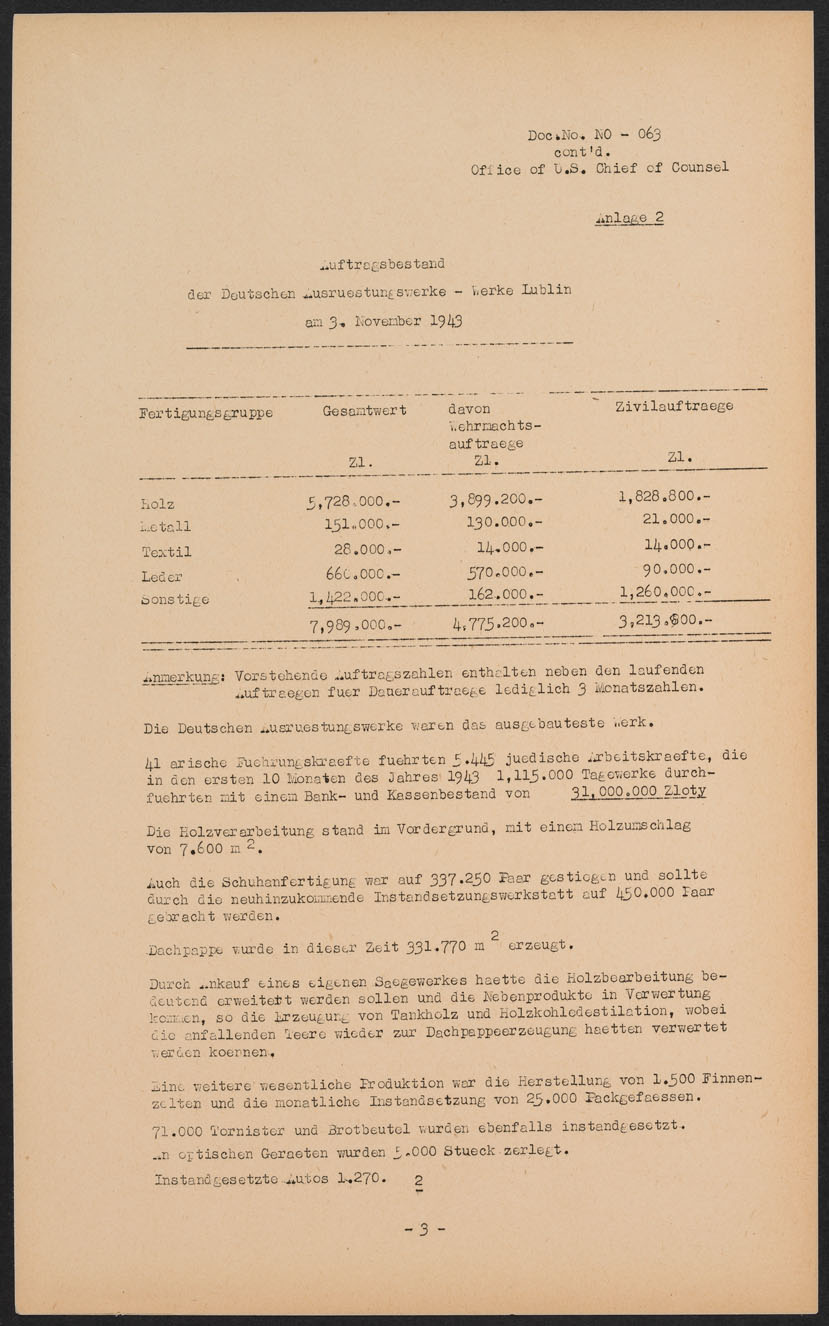 Doc.No. NO - 063
cont'd.
Office of U.S. Chief of Counsel
Anlage 2
Auftragsbestand
der Deutschen Ausruestungswerke - Werke Lublin
am 3. November 1943
Fertigungsgruppe Gesamtwert davon Zivilauftraege
Wehrmachts-
auftraege
Zl. Zl. Zl.
Holz 5,728.000.- 3,899.200.- 1,828.800.-
Metall 151.000.- 130.000.- 21.000.-
Textil 28.000.- 14.000.- 14.000.-
Leder 660.000.- 570.000.- 90.000.-
Sonstige 1,422.000.- 162.000.- 1,260.000.-
7,989.000.- 4,775.200.- 3,213.800.-
Anmerkung: Vorstehende Auftragszahlen enthalten neben den laufenden
Auftraegen fuer Dauerauftraege lediglich 3 Monatszahlen.
Die Deutschen Ausruestungswerke waren das ausgebauteste Werk.
41 arische Fuehrungskraefte fuehrten 5.445 juedische Arbeitskraefte, die
in den ersten 10 Monaten des Jahres 1943 1,115.000 Tagewerke durch-
fuehrten mit einem Bank- und Kassenbestand von 31,000.000 Zloty
Die Holzverarbeitung stand im Vordergrund, mit einem Holzumschlag
von 7.600 m 2.
Auch die Schuhanfertigung war auf 337.250 Paar gestiegen und sollte
durch die neuhinzukommende Instandsetzungswerkstatt auf 450.000 Paar
gebracht werden.
Dachpappe wurde in dieser Zeit 331.770 m 2 erzeugt.
Durch Ankauf eines eigenen Saegewerkes haette die Holzbearbeitung be-
deutend erweitert werden sollen und die Nebenprodukte in Verwertung
kommen, so die Erzeugung von Tankholz und Holzkohledestilation, wobei
die anfallenden Teere wieder zur Dachpappeerzeugung haetten verwertet
werden koennen.
Eine weitere wesentliche Produktion war die Herstellung von 1.500 Finnen-
zelten und die monatliche Instandsetzung von 25.000 Packgefaessen.
71.000 Tornister und Brotbeutel wurden ebenfalls instandgesetzt.
An optischen Geraeten wurden 5.000 Stueck zerlegt.
Instandgesetzte Autos 1.270. 2
- 3 -